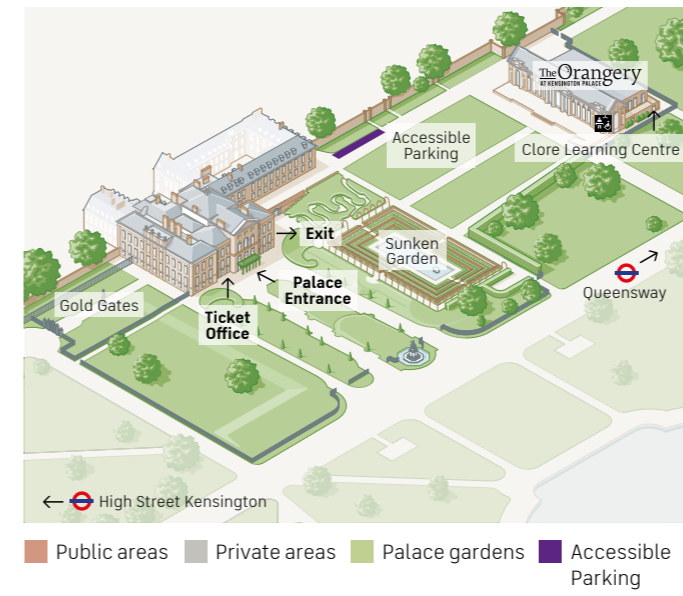 The Orangery
AT KENSINGTON PALACE
Clore Learning Centre
Accessible
Parking
Exit
Sunken
Garden
Queensway
Palace
Entrance
Gold Gates
Ticket
Office
High Street Kensington
Public areas
Private areas
Palace gardens
Accessible
Parking